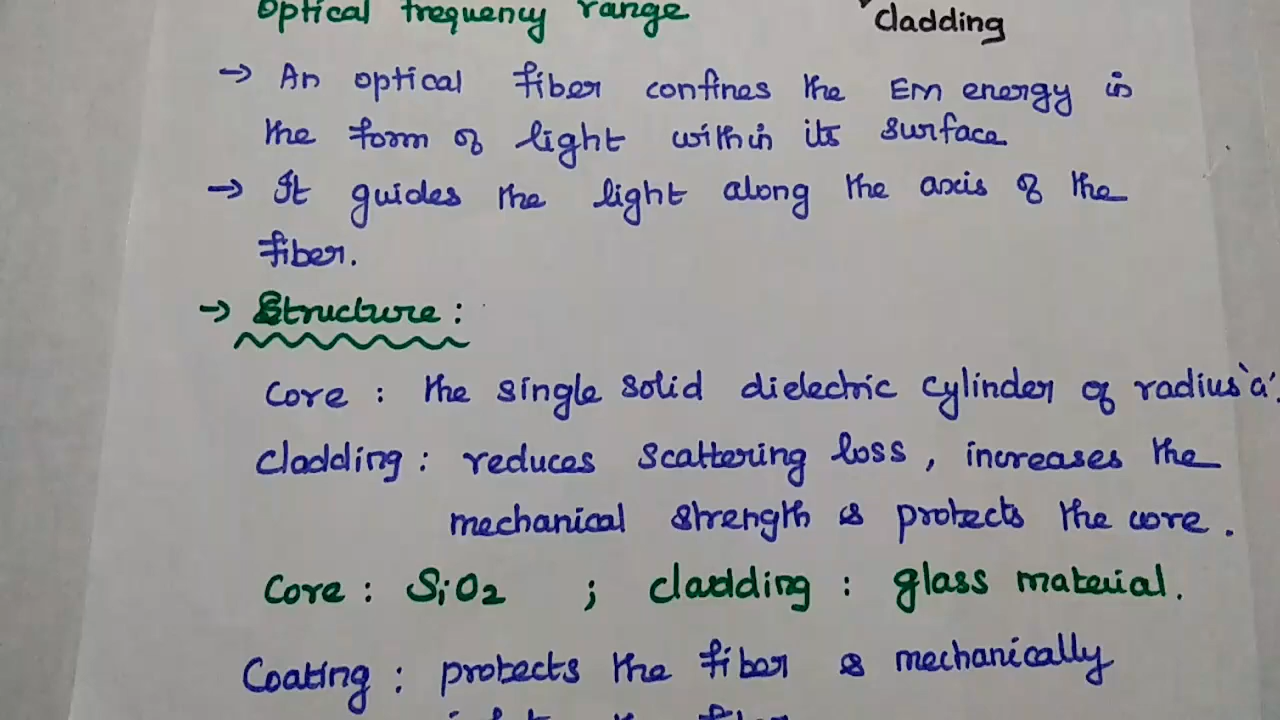 Optical frequency range
cladding
→ An optical fiber confines the EM energy in
the form of light within its surface
→ It guides the light along the axis of the
fiber.
→ Structure :
Core : the single solid dielectric cylinder of radius 'a'.
cladding : reduces scattering loss, increases the
mechanical strength & protects the core.
Core : SiO2 ; cladding : glass material.
Coating : protects the fiber & mechanically
the